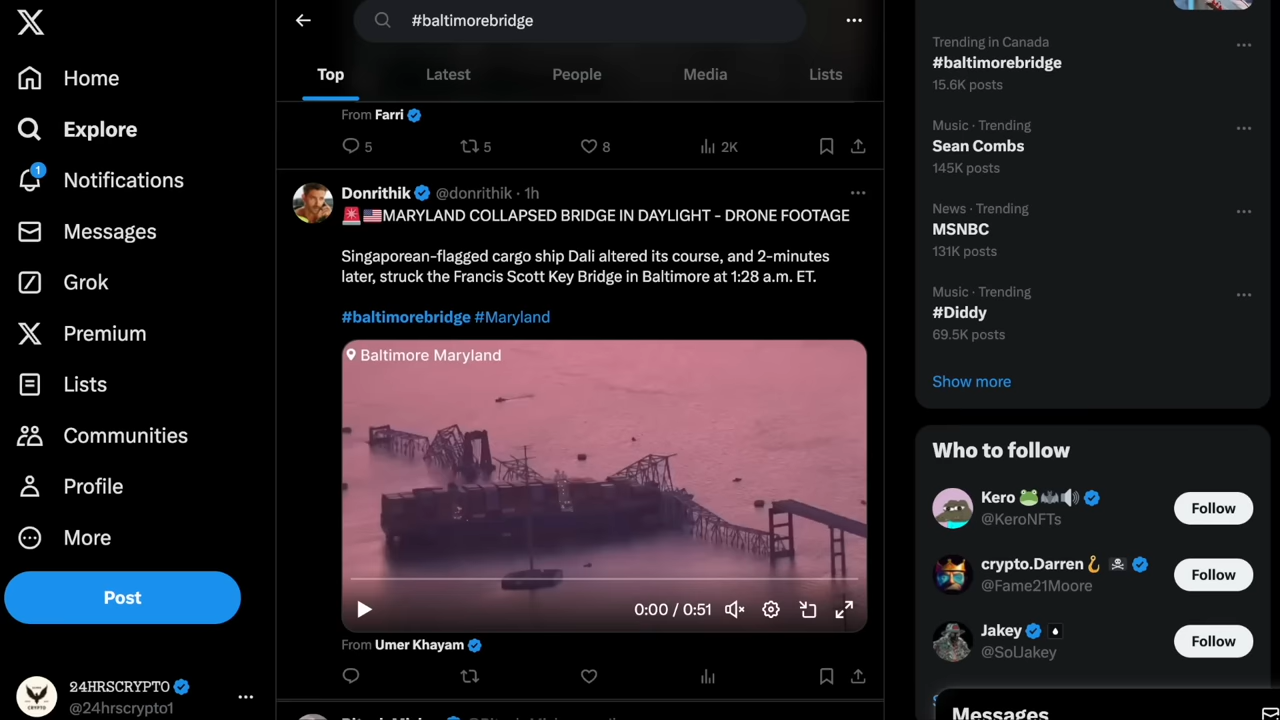 #baltimorebridge
Home
Explore
1
Notifications
Messages
Grok
Premium
Lists
Communities
Profile
More
Post
24HRSCRYPTO
@24hrscrypto1
Top Latest People Media Lists
From Farri
5 5 8 2K
Donrithik @donrithik · 1h
🚨🇺🇸MARYLAND COLLAPSED BRIDGE IN DAYLIGHT - DRONE FOOTAGE
Singaporean-flagged cargo ship Dali altered its course, and 2-minutes
later, struck the Francis Scott Key Bridge in Baltimore at 1:28 a.m. ET.
#baltimorebridge #Maryland
Baltimore Maryland
0:00 / 0:51
From Umer Khayam
Trending in Canada
#baltimorebridge
15.6K posts
Music · Trending
Sean Combs
145K posts
News · Trending
MSNBC
131K posts
Music · Trending
#Diddy
69.5K posts
Show more
Who to follow
Kero
@KeroNFTs
Follow
crypto.Darren
@Fame21Moore
Follow
Jakey
@SolJakey
Follow
Messages